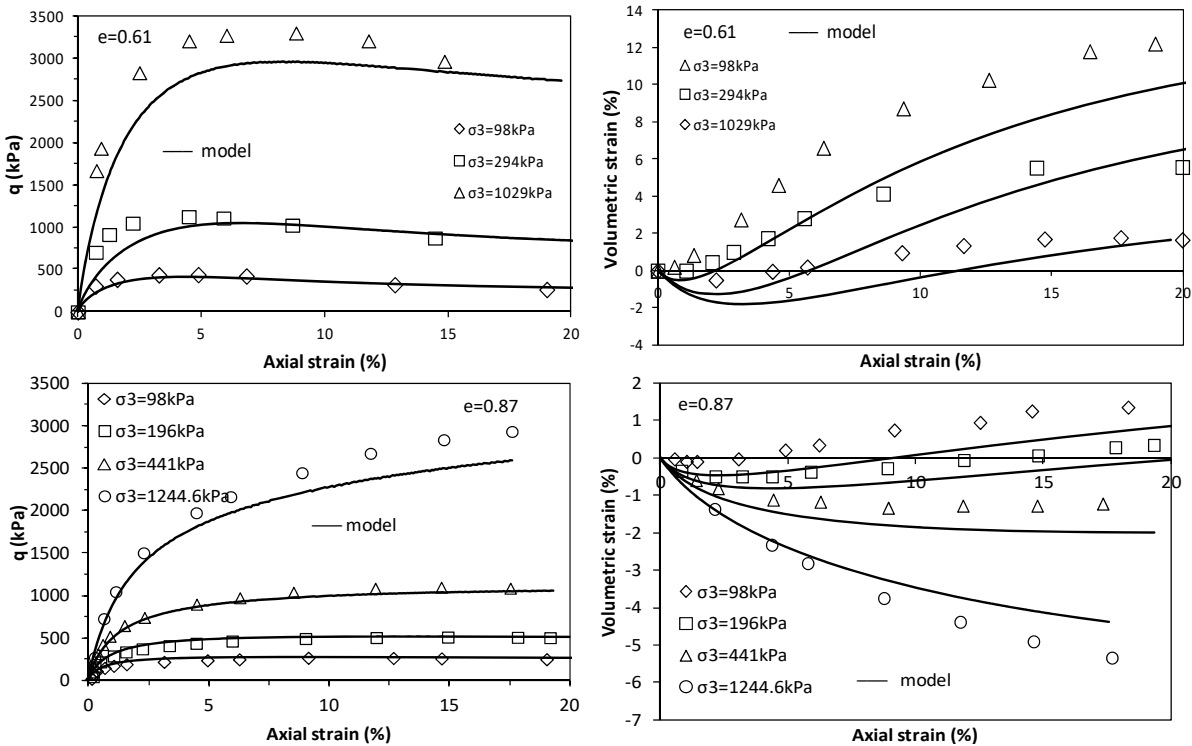 3500
3000
2500
2000
1500
1000
500
0
q (kPa)
e=0.61
model
σ3=98kPa
σ3=294kPa
σ3=1029kPa
0 5 10 15 20
Axial strain (%)
14
12
10
8
6
4
2
0
-2
-4
Volumetric strain (%)
e=0.61
model
σ3=98kPa
σ3=294kPa
σ3=1029kPa
0 5 10 15 20
Axial strain (%)
3500
3000
2500
2000
1500
1000
500
0
q (kPa)
σ3=98kPa
e=0.87
σ3=196kPa
σ3=441kPa
σ3=1244.6kPa
model
0 5 10 15 20
Axial strain (%)
2
1
0
-1
-2
-3
-4
-5
-6
-7
Volumetric strain (%)
e=0.87
0 5 10 15 20
σ3=98kPa
σ3=196kPa
σ3=441kPa
σ3=1244.6kPa
model
Axial strain (%)